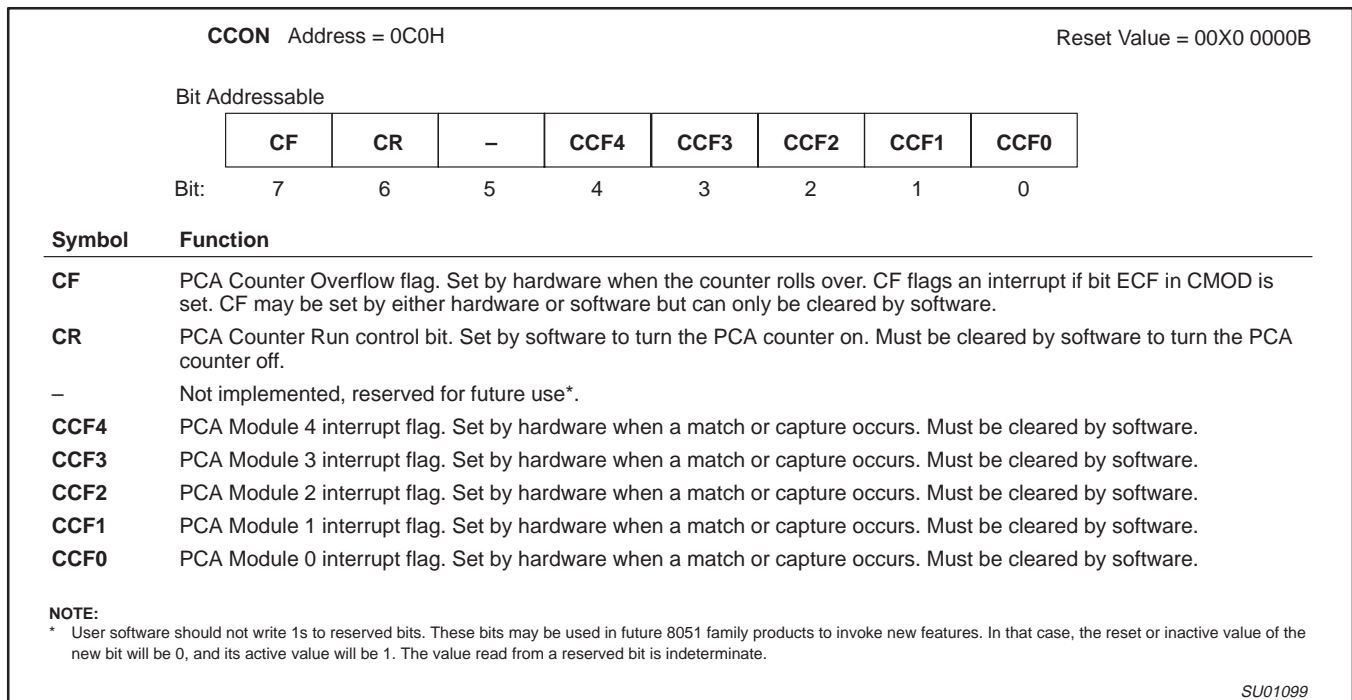 CCON Address = 0C0H Reset Value = 00X0 0000B
Bit Addressable
CF CR – CCF4 CCF3 CCF2 CCF1 CCF0
Bit: 7 6 5 4 3 2 1 0
Symbol Function
CF PCA Counter Overflow flag. Set by hardware when the counter rolls over. CF flags an interrupt if bit ECF in CMOD is
set. CF may be set by either hardware or software but can only be cleared by software.
CR PCA Counter Run control bit. Set by software to turn the PCA counter on. Must be cleared by software to turn the PCA
counter off.
– Not implemented, reserved for future use*.
CCF4 PCA Module 4 interrupt flag. Set by hardware when a match or capture occurs. Must be cleared by software.
CCF3 PCA Module 3 interrupt flag. Set by hardware when a match or capture occurs. Must be cleared by software.
CCF2 PCA Module 2 interrupt flag. Set by hardware when a match or capture occurs. Must be cleared by software.
CCF1 PCA Module 1 interrupt flag. Set by hardware when a match or capture occurs. Must be cleared by software.
CCF0 PCA Module 0 interrupt flag. Set by hardware when a match or capture occurs. Must be cleared by software.
NOTE:
* User software should not write 1s to reserved bits. These bits may be used in future 8051 family products to invoke new features. In that case, the reset or inactive value of the
new bit will be 0, and its active value will be 1. The value read from a reserved bit is indeterminate.
SU01099